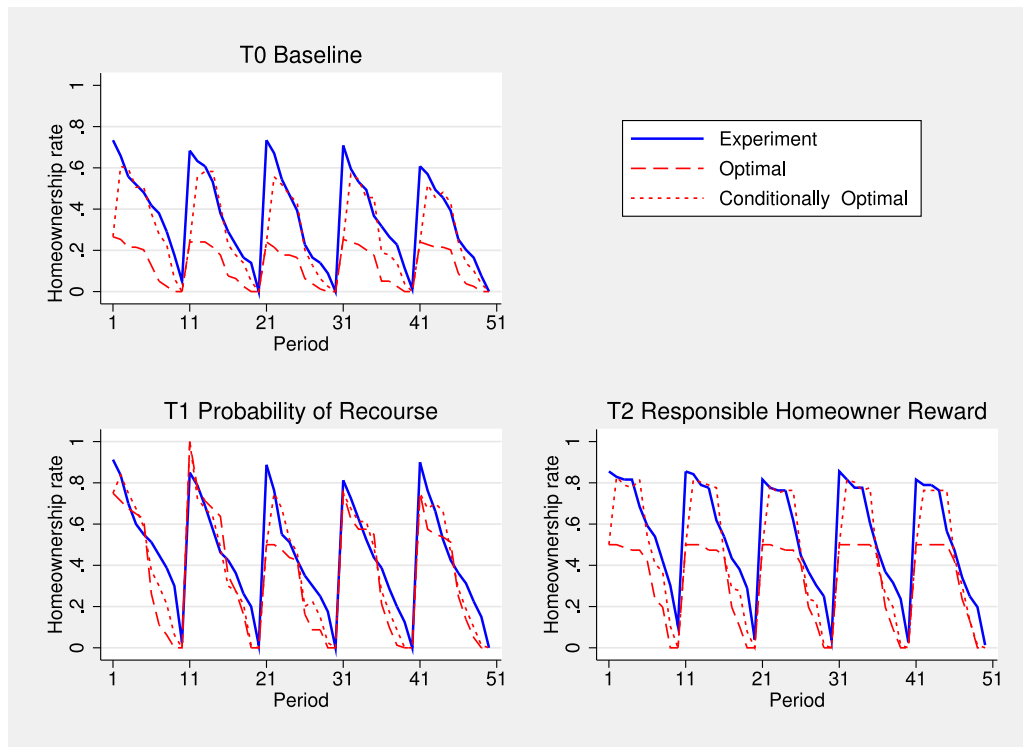 T0 Baseline
Homeownership rate
0 .2 .4 .6 .8 1
1 11 21 31 41 51
Period
Experiment
Optimal
Conditionally Optimal
T1 Probability of Recourse
Homeownership rate
0 .2 .4 .6 .8 1
1 11 21 31 41 51
Period
T2 Responsible Homeowner Reward
Homeownership rate
0 .2 .4 .6 .8 1
1 11 21 31 41 51
Period